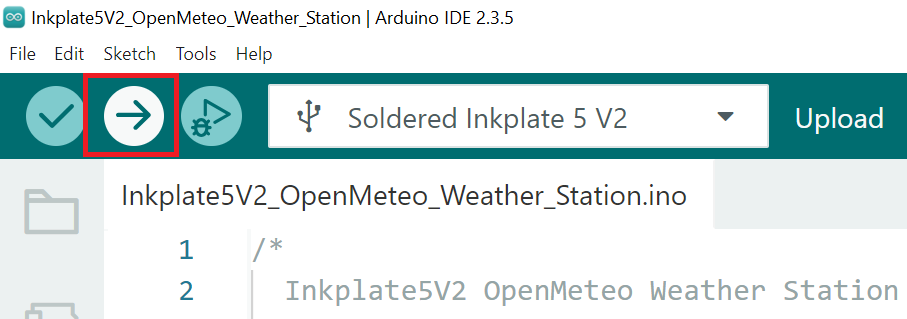 Inkplate5V2_OpenMeteo_Weather_Station | Arduino IDE 2.3.5
File Edit Sketch Tools Help
Soldered Inkplate 5 V2 Upload
Inkplate5V2_OpenMeteo_Weather_Station.ino
1 /*
2 Inkplate5V2 OpenMeteo Weather Station